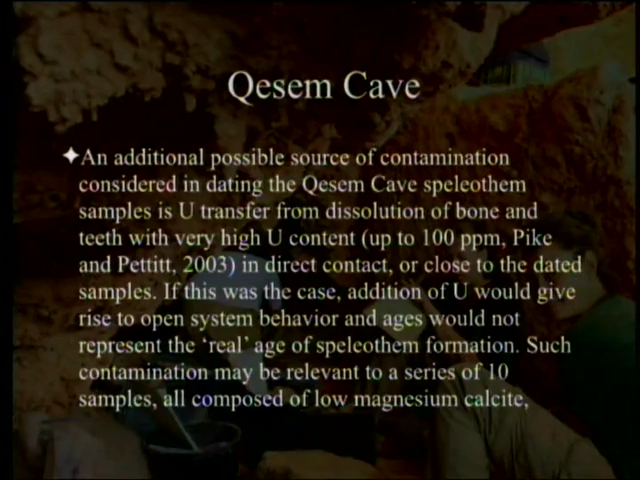 Qesem Cave
✦An additional possible source of contamination
considered in dating the Qesem Cave speleothem
samples is U transfer from dissolution of bone and
teeth with very high U content (up to 100 ppm, Pike
and Pettitt, 2003) in direct contact, or close to the dated
samples. If this was the case, addition of U would give
rise to open system behavior and ages would not
represent the ‘real’ age of speleothem formation. Such
contamination may be relevant to a series of 10
samples, all composed of low magnesium calcite,